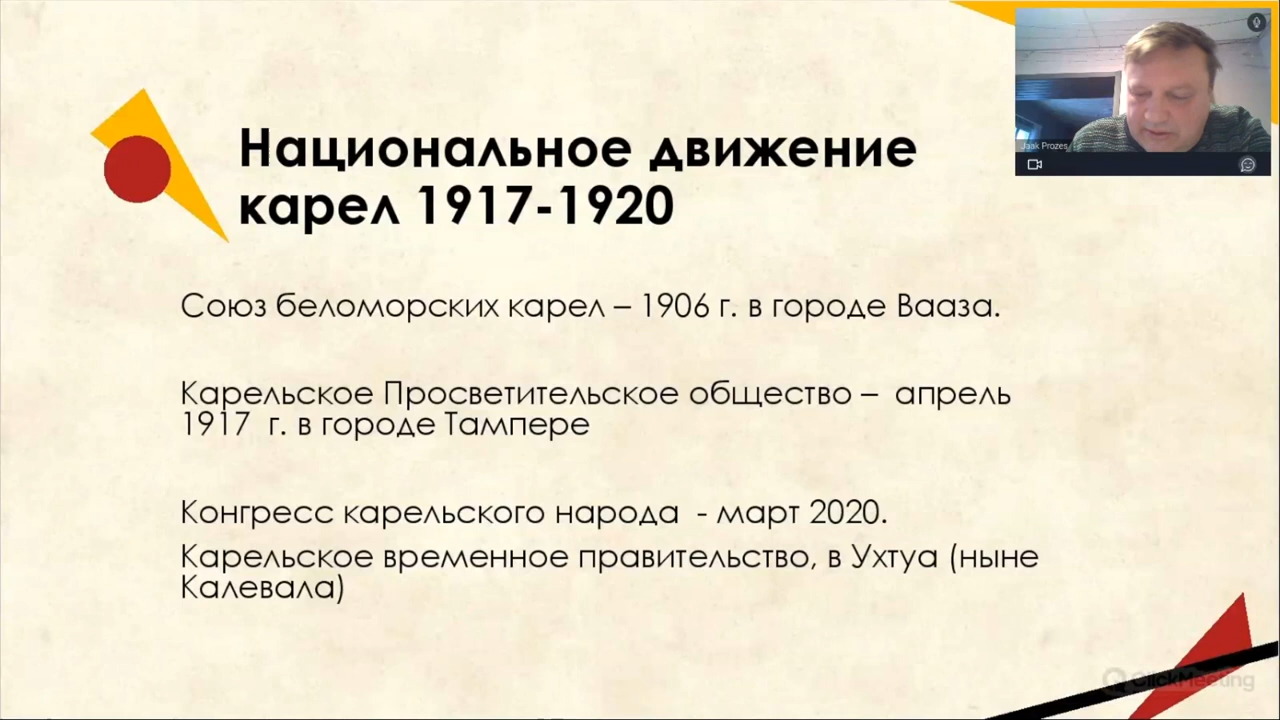 Национальное движение
карел 1917-1920
Союз беломорских карел – 1906 г. в городе Вааза.
Карельское Просветительское общество – апрель
1917 г. в городе Тампере
Конгресс карельского народа - март 2020.
Карельское временное правительство, в Ухтуа (ныне
Калевала)
Jaak Prozes
ClickMeeting